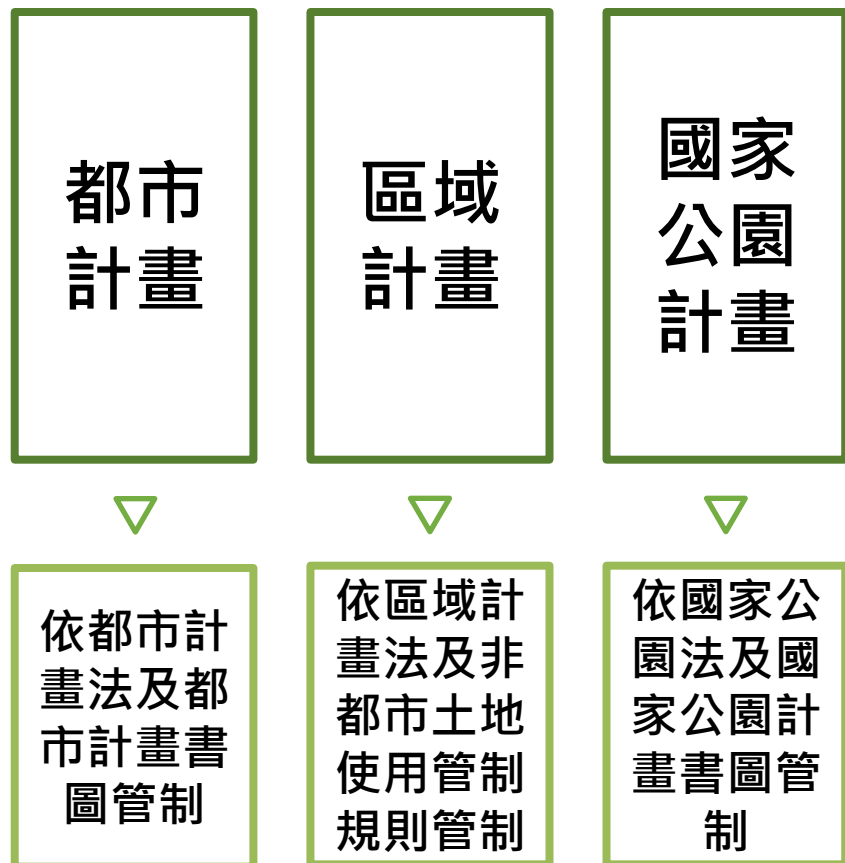 都市
計畫
區域
計畫
國家
公園
計畫
依都市計
畫法及都
市計畫書
圖管制
依區域計
畫法及非
都市土地
使用管制
規則管制
依國家公
園法及國
家公園計
畫書圖管
制